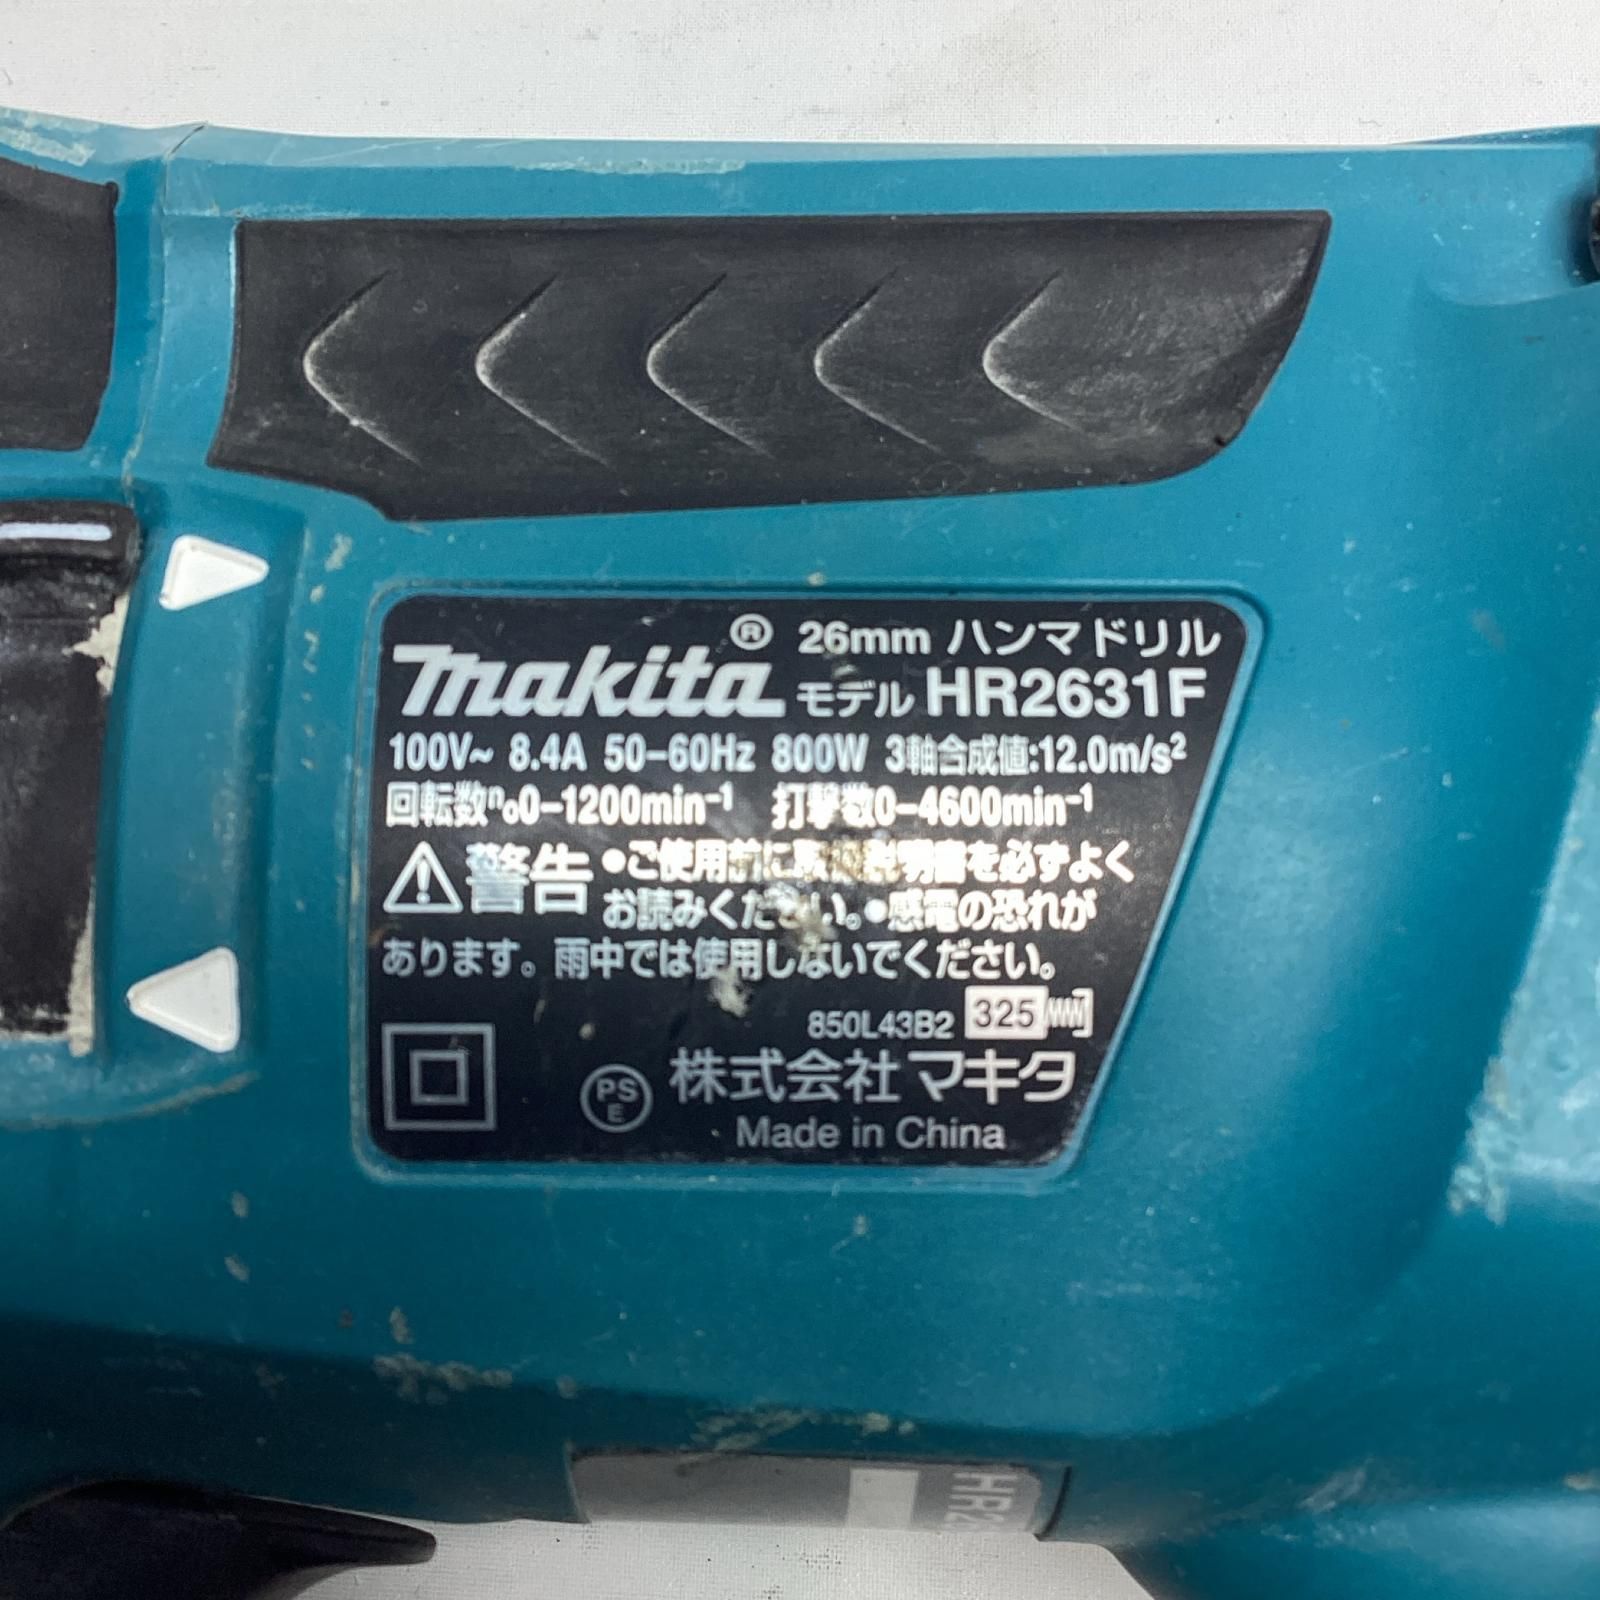 makita® 26mm ハンマドリル
モデル HR2631F
100V~ 8.4A 50-60Hz 800W 3軸合成値:12.0m/s²
回転数n₀0-1200min⁻¹ 打撃数0-4600min⁻¹
警告 •ご使用前に取扱説明書を必ずよく
お読みください。•感電の恐れが
あります。雨中では使用しないでください。
850L43B2 325
PSE 株式会社マキタ
Made in China
HR26